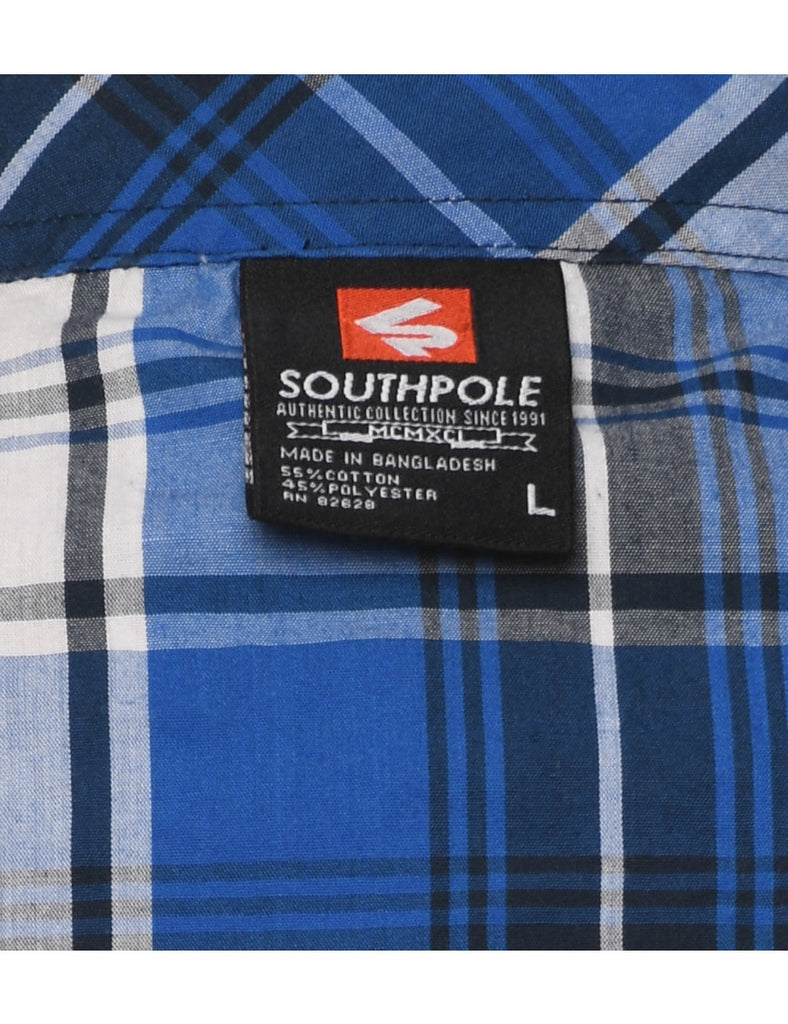 SOUTHPOLE
AUTHENTIC COLLECTION SINCE 1991
MCMXCI
MADE IN BANGLADESH
55% COTTON
45% POLYESTER
RN 82628
L